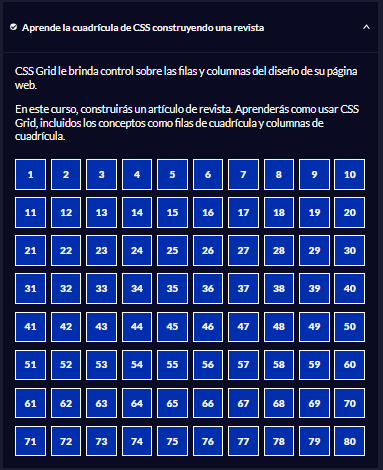 Aprende la cuadrícula de CSS construyendo una revista
CSS Grid le brinda control sobre las filas y columnas del diseño de su página
web.
En este curso, construirás un artículo de revista. Aprenderás como usar CSS
Grid, incluidos los conceptos como filas de cuadrícula y columnas de
cuadrícula.
1 2 3 4 5 6 7 8 9 10
11 12 13 14 15 16 17 18 19 20
21 22 23 24 25 26 27 28 29 30
31 32 33 34 35 36 37 38 39 40
41 42 43 44 45 46 47 48 49 50
51 52 53 54 55 56 57 58 59 60
61 62 63 64 65 66 67 68 69 70
71 72 73 74 75 76 77 78 79 80